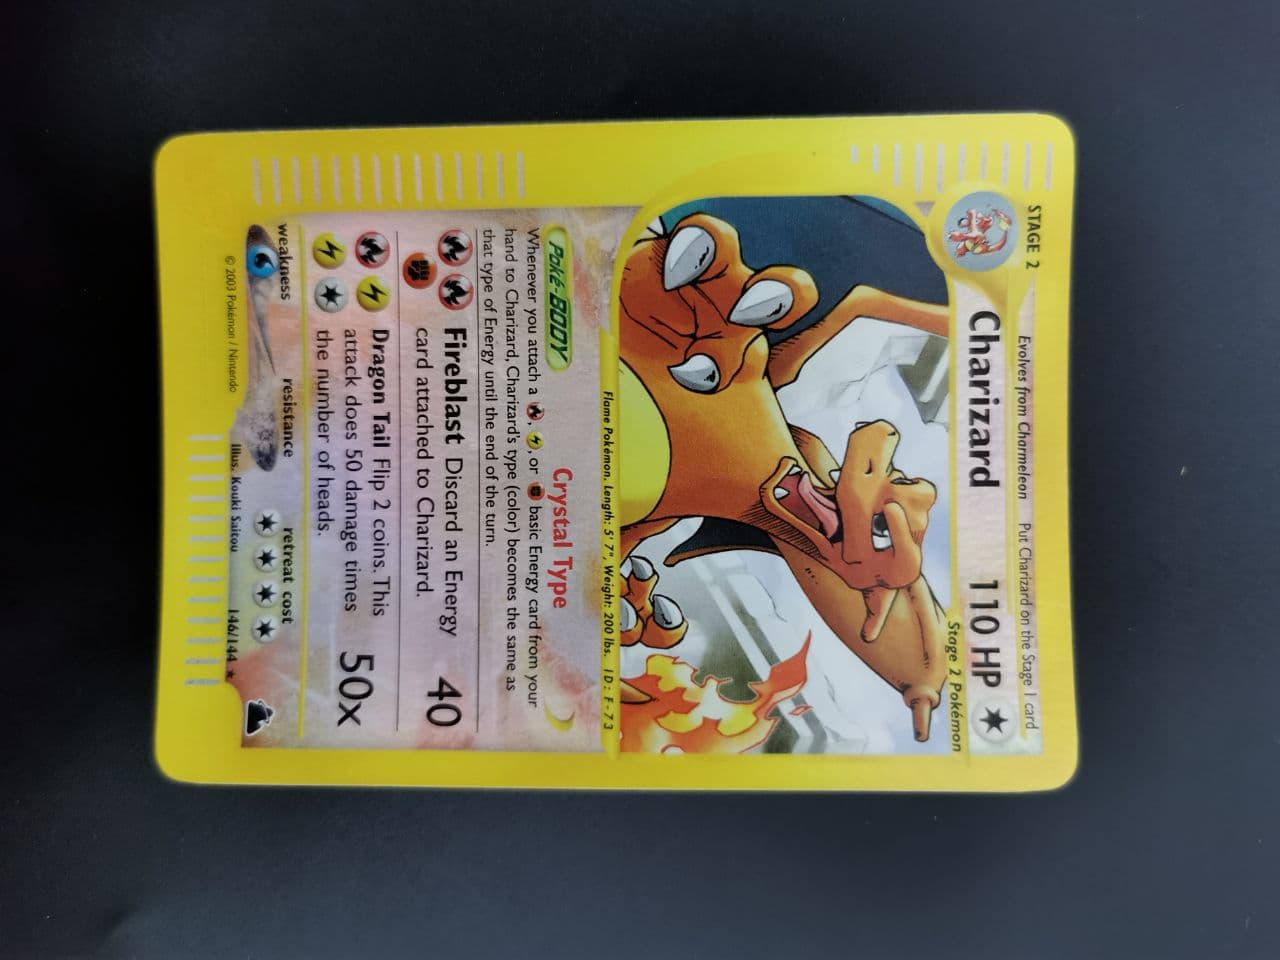 STAGE 2
Evolves from Charmeleon Put Charizard on the Stage 1 card
Charizard 110 HP
Stage 2 Pokémon
Flame Pokémon. Length: 5' 7", Weight: 200 lbs. ID: F-73
Poké-BODY Crystal Type
Whenever you attach a , , or basic Energy card from your
hand to Charizard, Charizard's type (color) becomes the same as
that type of Energy until the end of the turn.
Fireblast Discard an Energy 40
card attached to Charizard.
Dragon Tail Flip 2 coins. This
attack does 50 damage times 50x
the number of heads.
weakness resistance retreat cost
© 2003 Pokémon / Nintendo Illus. Kouki Saitou 146/144 ★